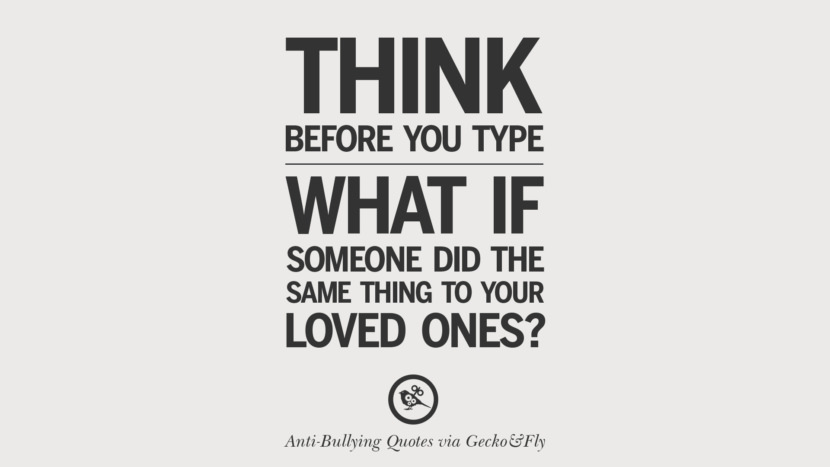 THINK
BEFORE YOU TYPE
WHAT IF
SOMEONE DID THE
SAME THING TO YOUR
LOVED ONES?
Anti-Bullying Quotes via Gecko&Fly